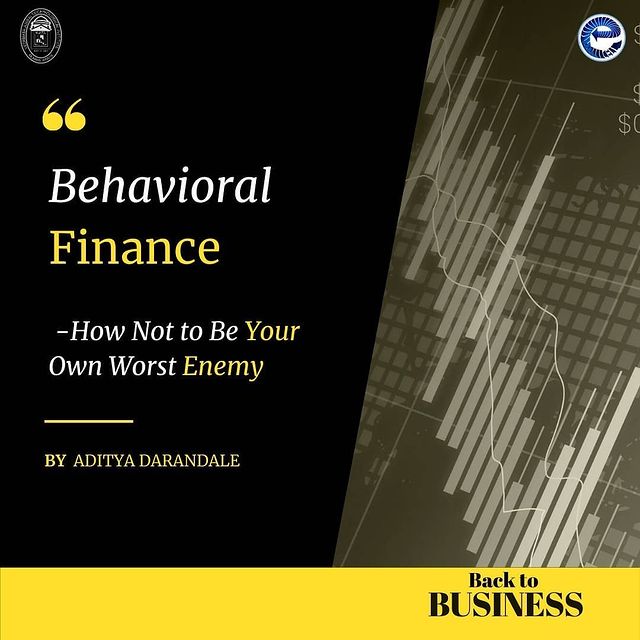 “
Behavioral
Finance
-How Not to Be Your
Own Worst Enemy
BY ADITYA DARANDALE
Back to
BUSINESS